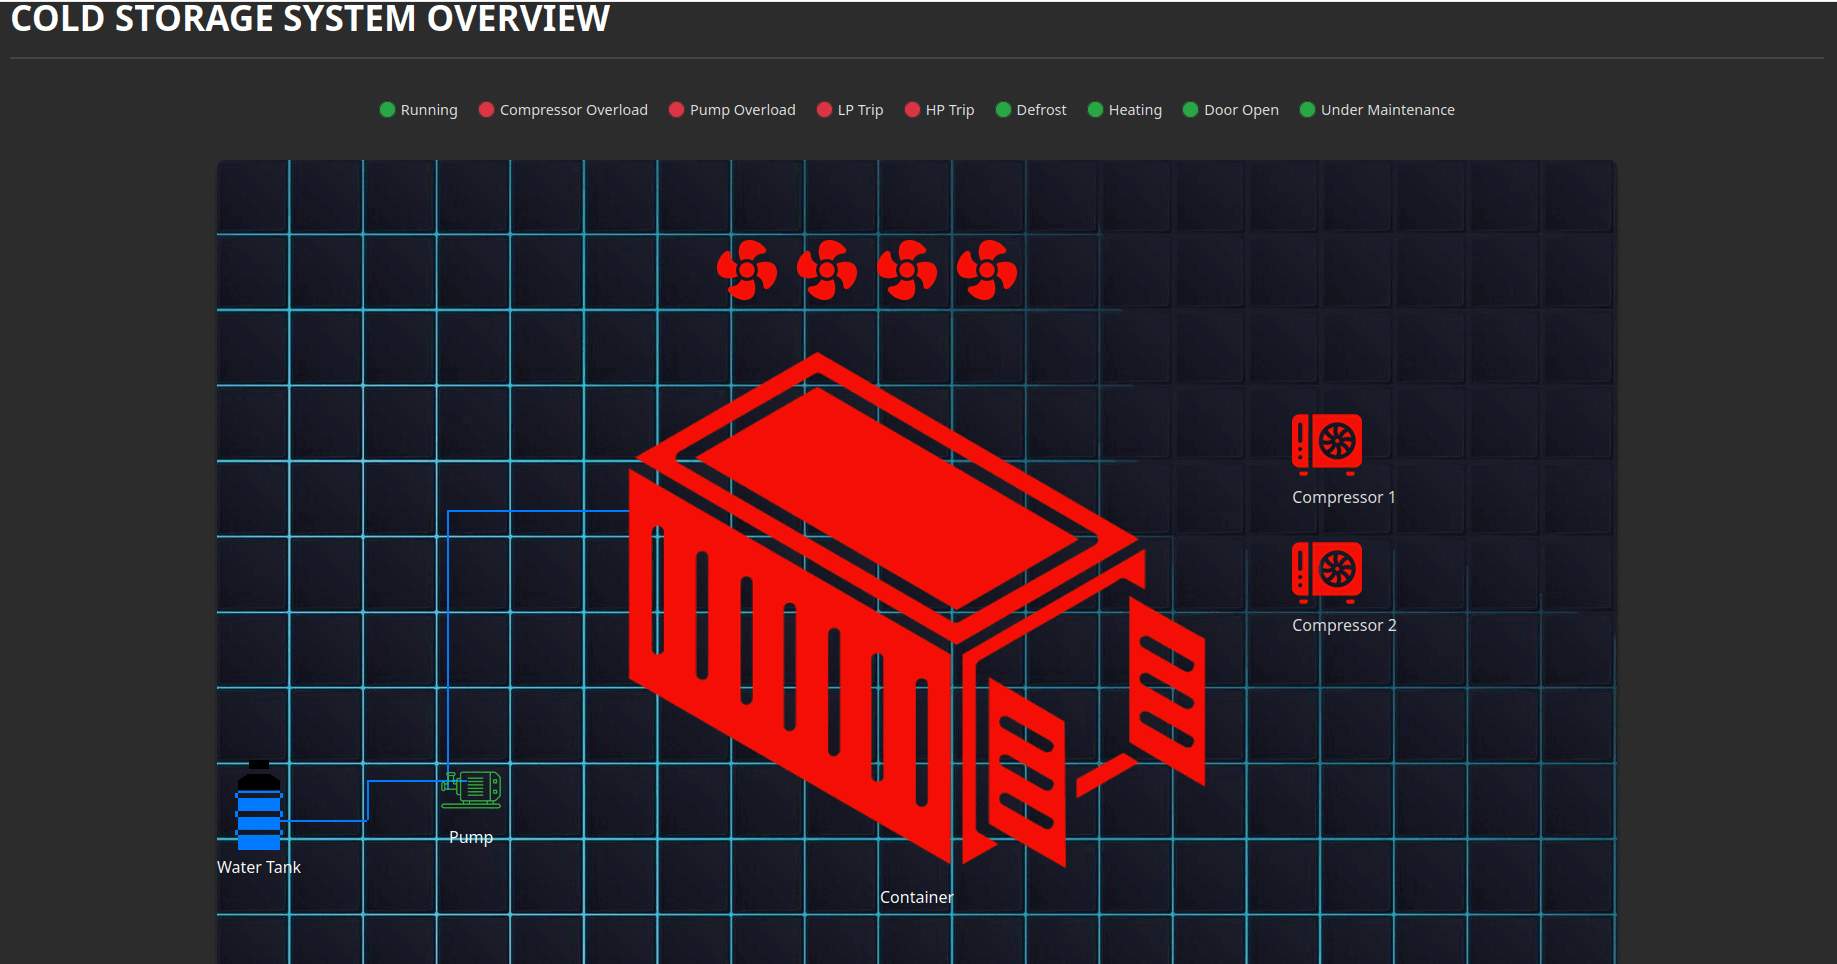 COLD STORAGE SYSTEM OVERVIEW
Running Compressor Overload Pump Overload LP Trip HP Trip Defrost Heating Door Open Under Maintenance
Compressor 1
Compressor 2
Pump
Water Tank
Container